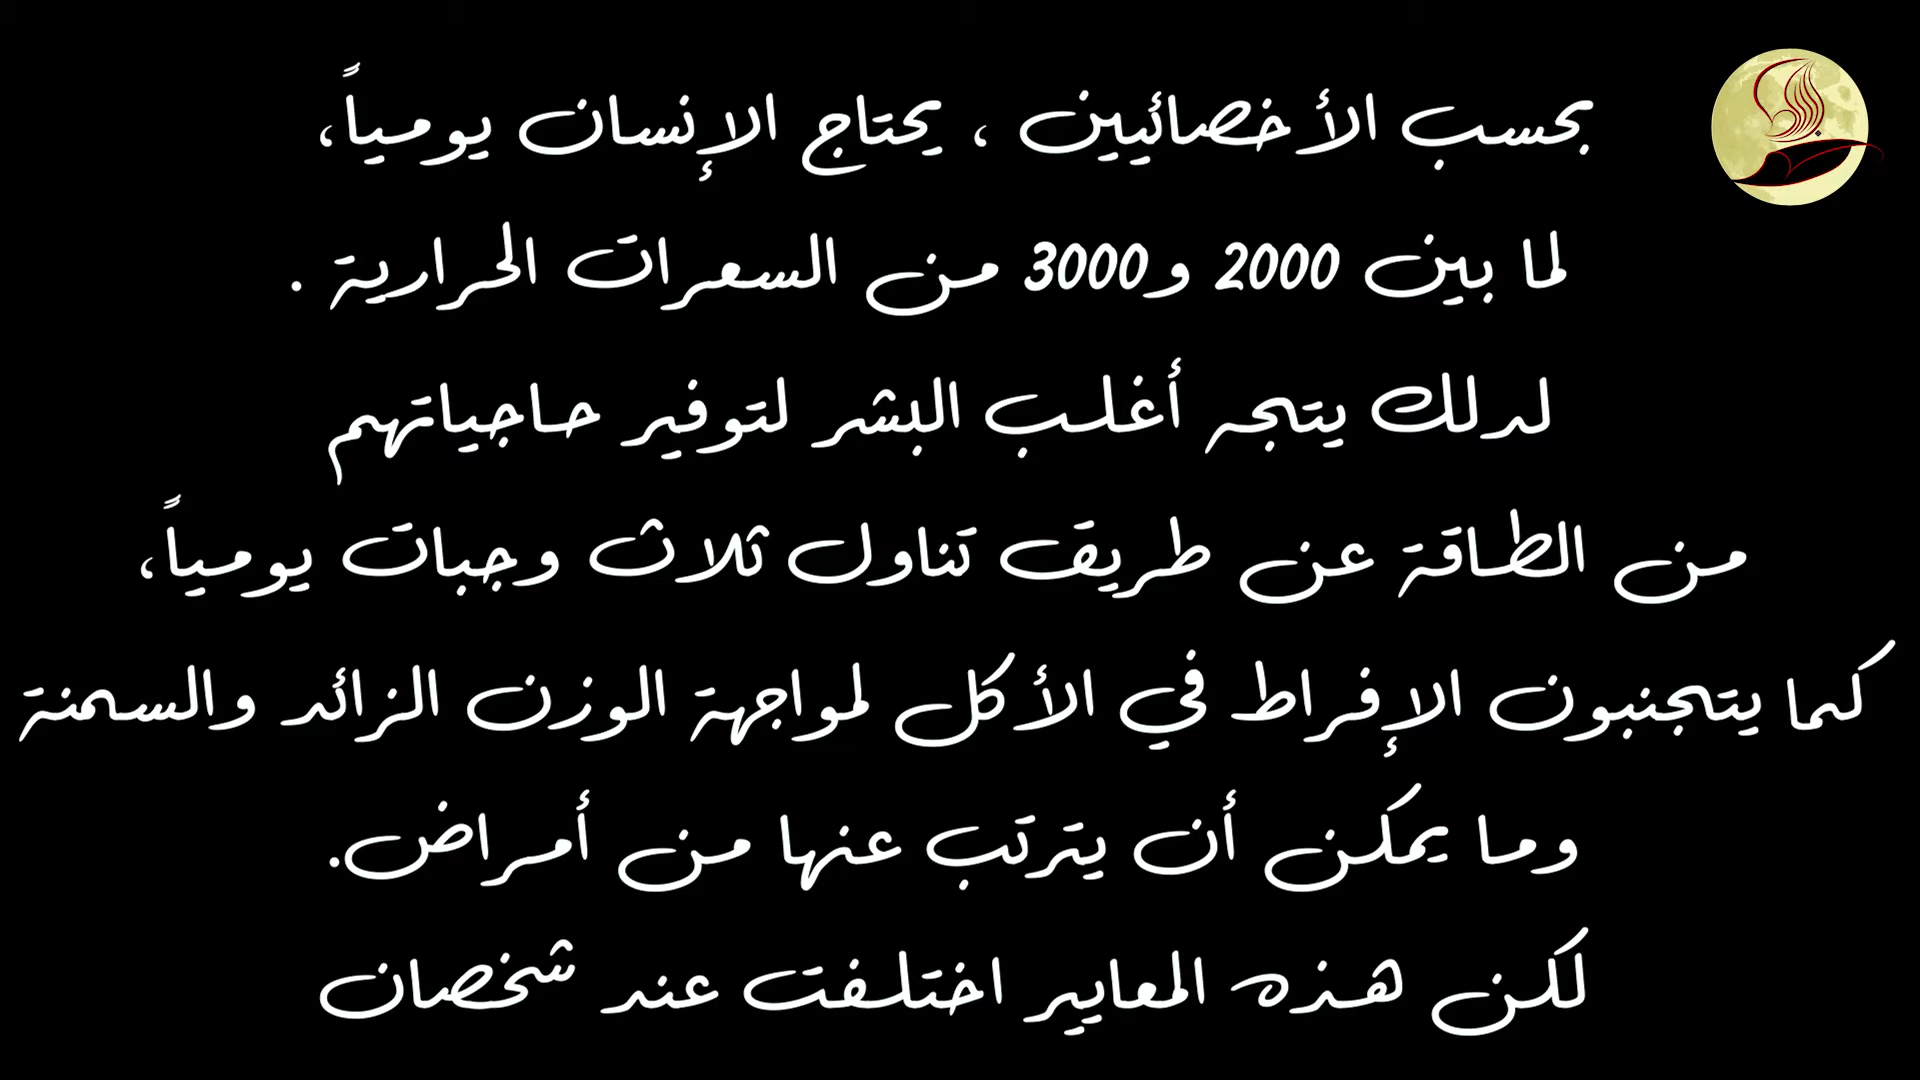 بحسب الأخصائيين ، يحتاج الإنسان يومياً،
لما بين 2000 و3000 من السعرات الحرارية .
لدلك يتجه أغلب البشر لتوفير حاجياتهم
من الطاقة عن طريق تناول ثلاث وجبات يومياً،
كما يتجنبون الإفراط في الأكل لمواجهة الوزن الزائد والسمنة
وما يمكن أن يترتب عنها من أمراض.
لكن هذه المعايير اختلفت عند شخصان